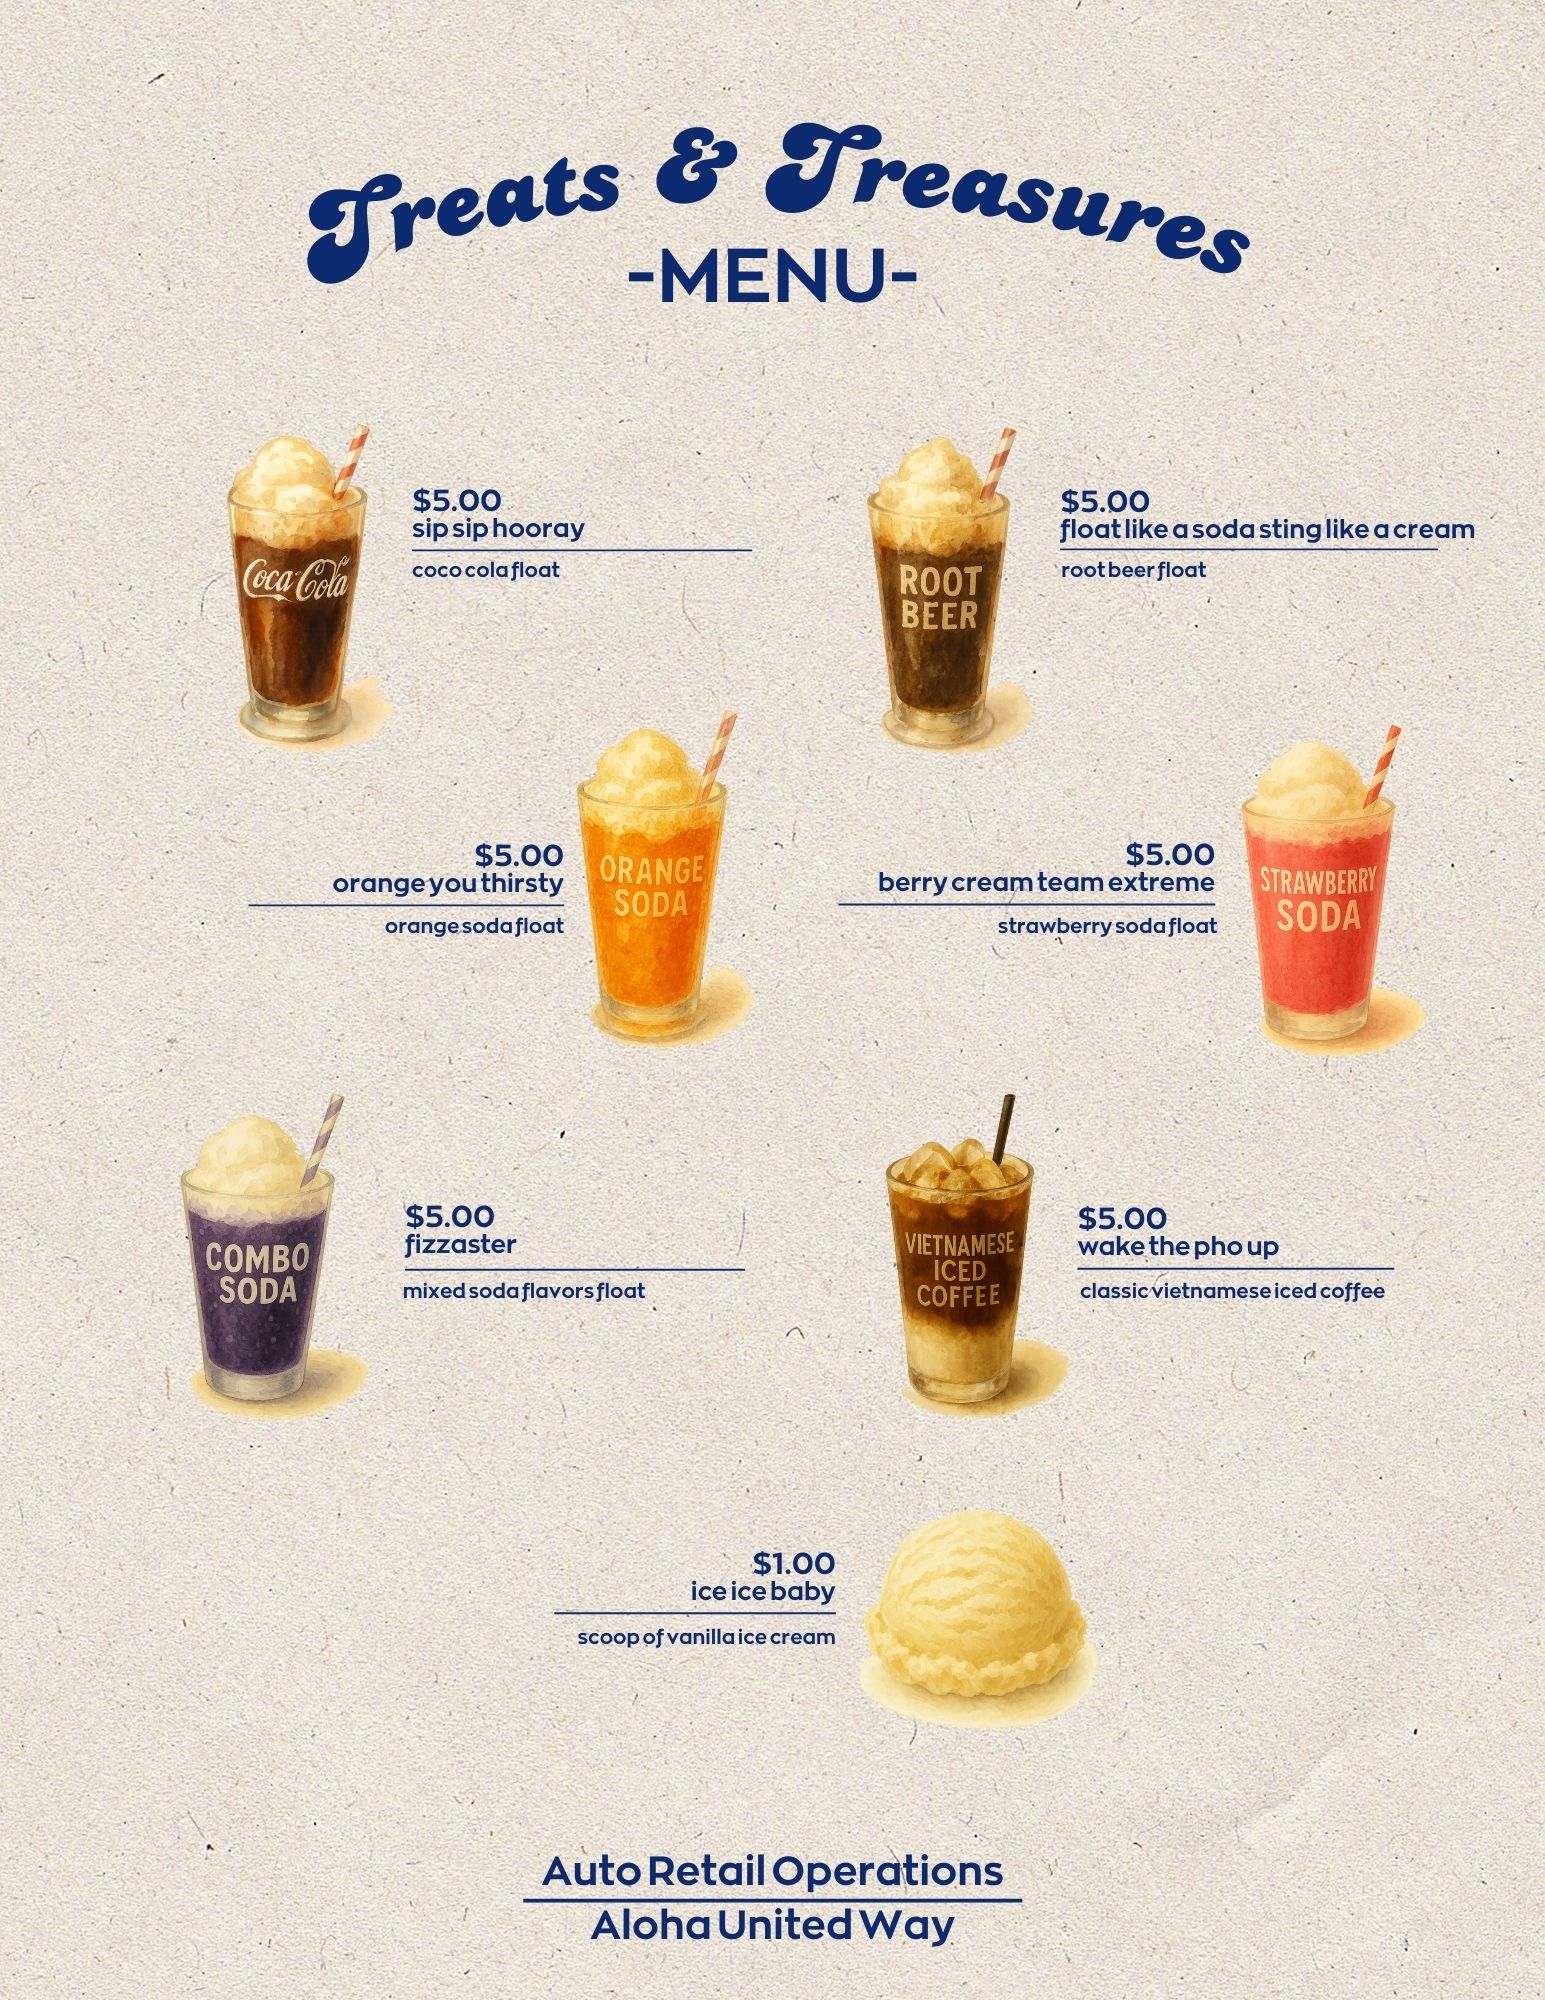 Treats & Treasures
-MENU-
$5.00
sip sip hooray
coco cola float
Coca-Cola
$5.00
float like a soda sting like a cream
root beer float
ROOT
BEER
$5.00
orange you thirsty
orange soda float
ORANGE
SODA
$5.00
berry cream team extreme
strawberry soda float
STRAWBERRY
SODA
$5.00
fizzaster
mixed soda flavors float
COMBO
SODA
$5.00
wake the pho up
classic vietnamese iced coffee
VIETNAMESE
ICED
COFFEE
$1.00
ice ice baby
scoop of vanilla ice cream
Auto Retail Operations
Aloha United Way